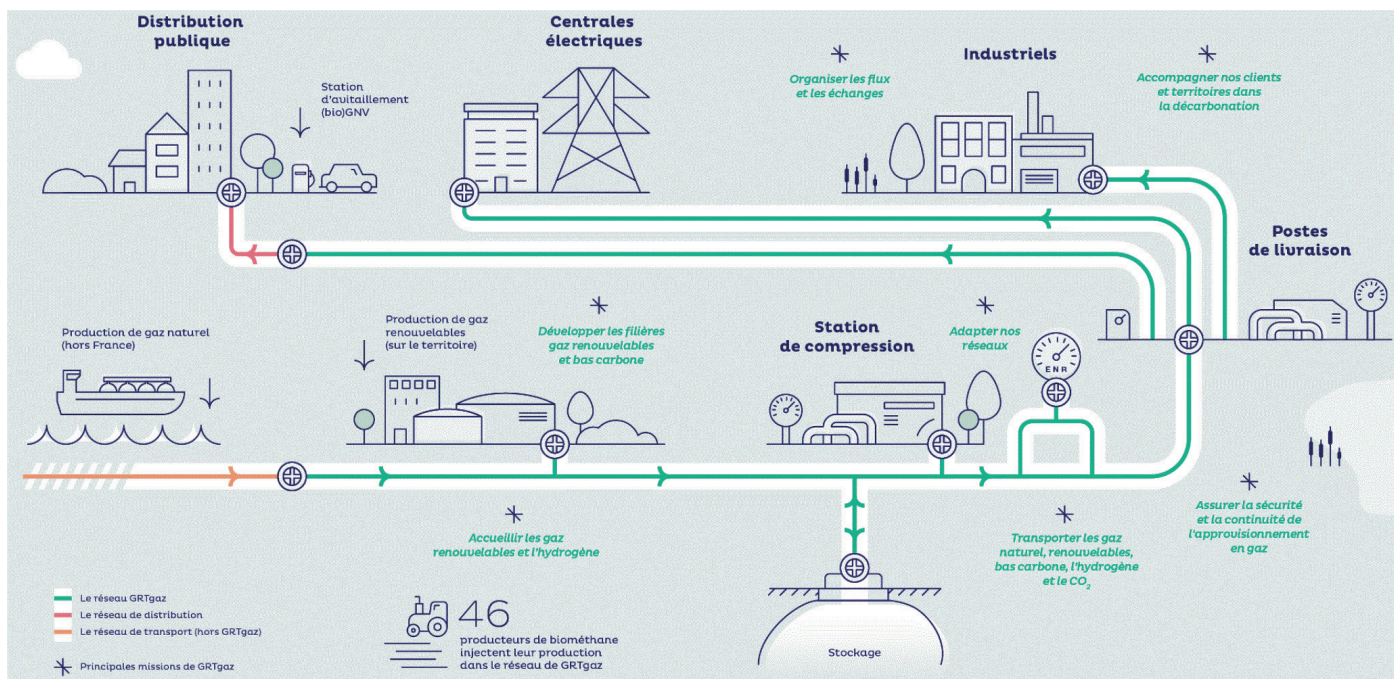 Distribution
publique
Centrales
électriques
Industriels
Organiser les flux
et les échanges
Accompagner nos clients
et territoires dans
la décarbonation
Station
d'avitaillement
(bio)GNV
Postes
de livraison
Production de gaz naturel
(hors France)
Production de gaz
renouvelables
(sur le territoire)
Développer les filières
gaz renouvelables
et bas carbone
Station
de compression
Adapter nos
réseaux
ENR
Accueillir les gaz
renouvelables et l'hydrogène
Transporter les gaz
naturel, renouvelables,
bas carbone, l'hydrogène
et le CO₂
Assurer la sécurité
et la continuité de
l'approvisionnement
en gaz
Le réseau GRTgaz
Le réseau de distribution
Le réseau de transport (hors GRTgaz)
Principales missions de GRTgaz
46
producteurs de biométhane
injectent leur production
dans le réseau de GRTgaz
Stockage